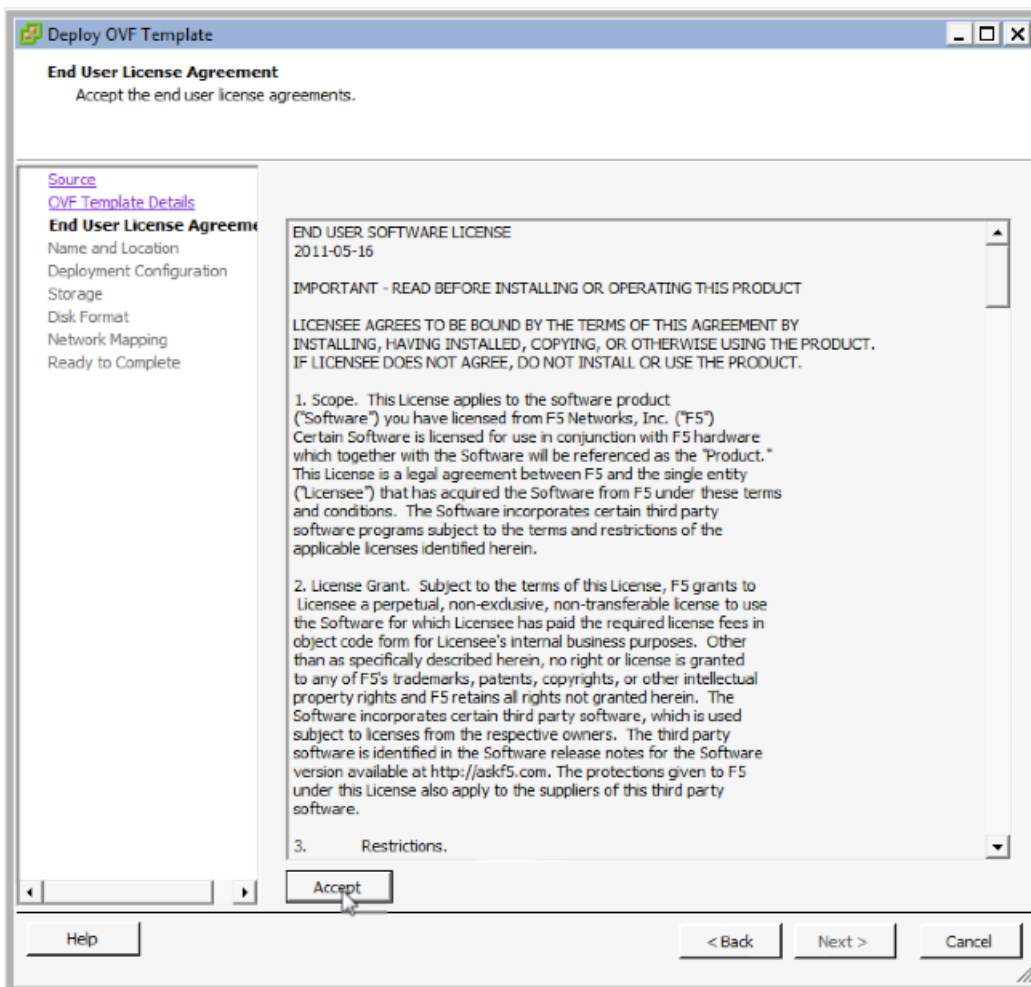 Deploy OVF Template
End User License Agreement
Accept the end user license agreements.
Source
OVF Template Details
End User License Agreeme
Name and Location
Deployment Configuration
Storage
Disk Format
Network Mapping
Ready to Complete
END USER SOFTWARE LICENSE
2011-05-16
IMPORTANT - READ BEFORE INSTALLING OR OPERATING THIS PRODUCT
LICENSEE AGREES TO BE BOUND BY THE TERMS OF THIS AGREEMENT BY
INSTALLING, HAVING INSTALLED, COPYING, OR OTHERWISE USING THE PRODUCT.
IF LICENSEE DOES NOT AGREE, DO NOT INSTALL OR USE THE PRODUCT.
1. Scope.  This License applies to the software product
("Software") you have licensed from F5 Networks, Inc. ("F5")
Certain Software is licensed for use in conjunction with F5 hardware
which together with the Software will be referenced as the "Product."
This License is a legal agreement between F5 and the single entity
("Licensee") that has acquired the Software from F5 under these terms
and conditions.  The Software incorporates certain third party
software programs subject to the terms and restrictions of the
applicable licenses identified herein.
2. License Grant.  Subject to the terms of this License, F5 grants to
Licensee a perpetual, non-exclusive, non-transferable license to use
the Software for which Licensee has paid the required license fees in
object code form for Licensee's internal business purposes.  Other
than as specifically described herein, no right or license is granted
to any of F5's trademarks, patents, copyrights, or other intellectual
property rights and F5 retains all rights not granted herein.  The
Software incorporates certain third party software, which is used
subject to licenses from the respective owners.  The third party
software is identified in the Software release notes for the Software
version available at http://askf5.com. The protections given to F5
under this License also apply to the suppliers of this third party
software.
3. Restrictions.
Accept
Help
< Back
Next >
Cancel